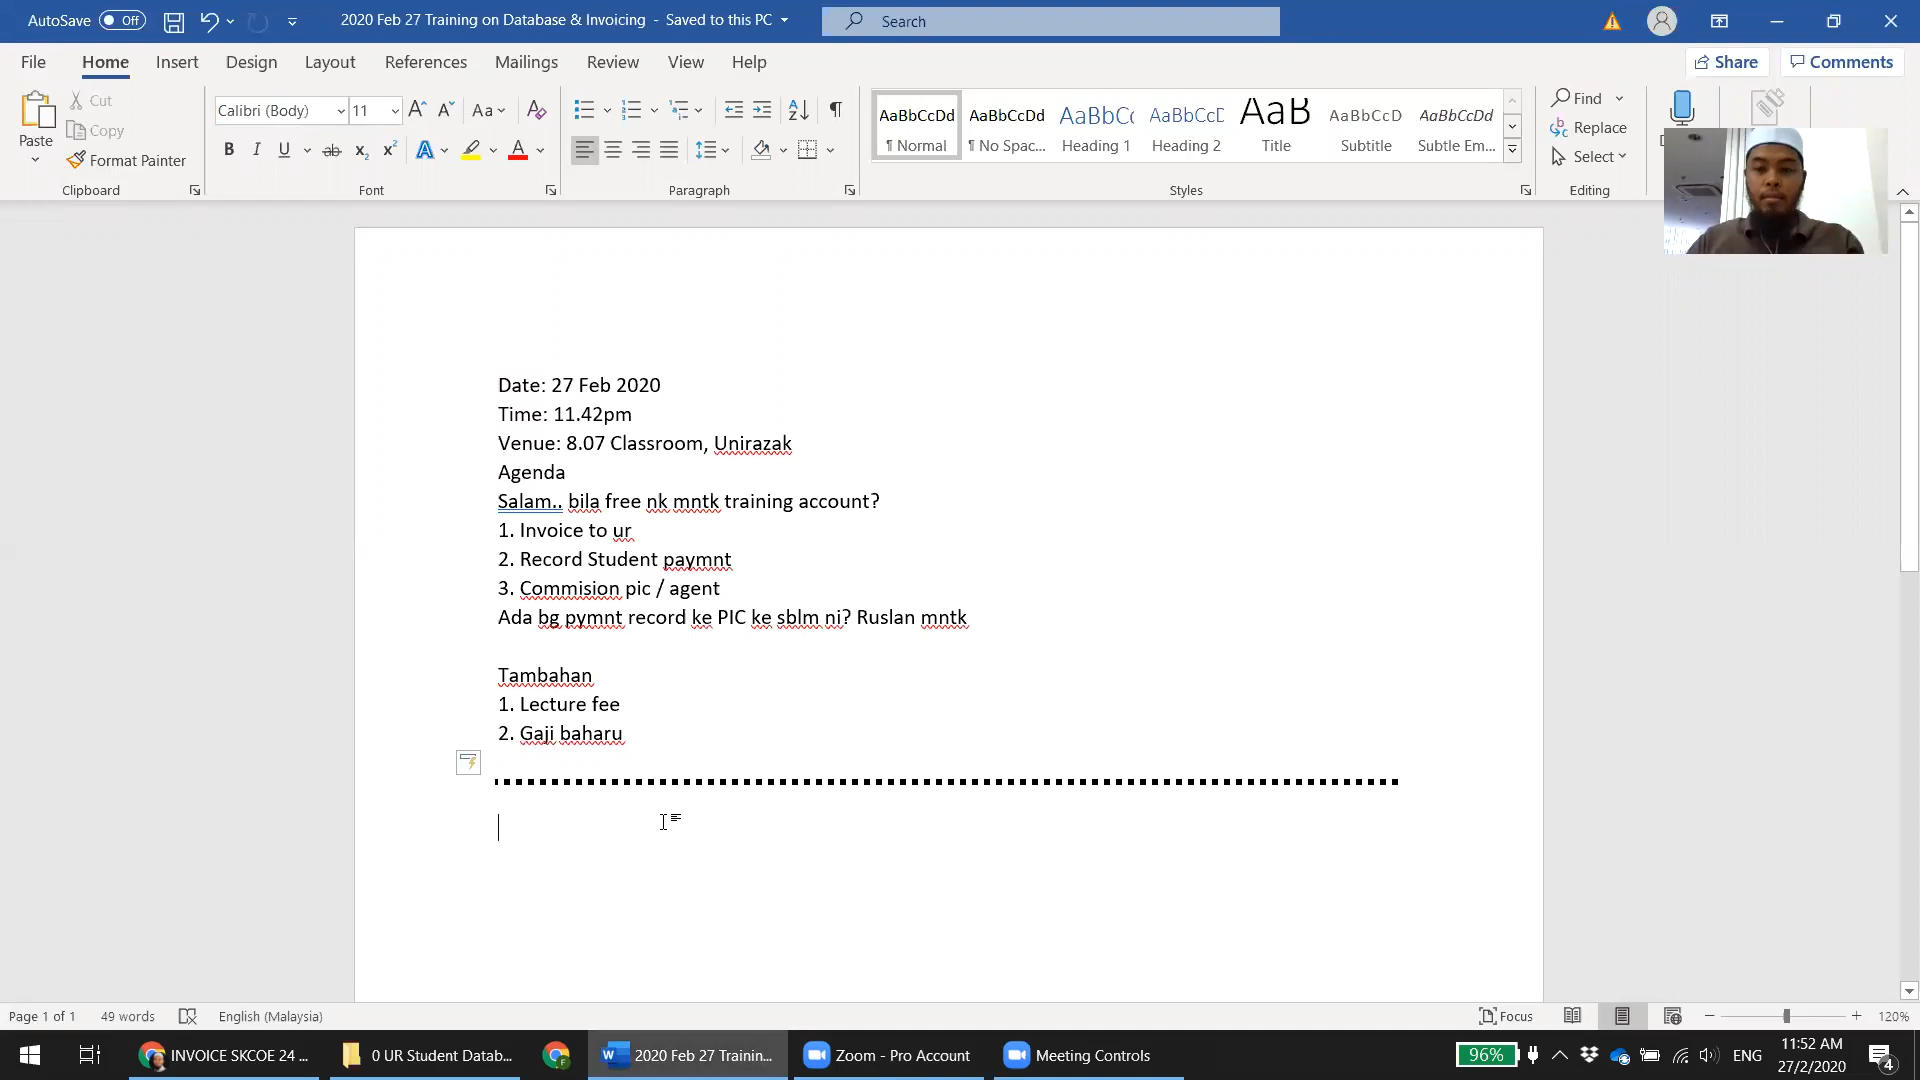 AutoSave Off 2020 Feb 27 Training on Database & Invoicing - Saved to this PC Search
File Home Insert Design Layout References Mailings Review View Help Share Comments
Paste Cut Copy Format Painter
Calibri (Body) 11 Aa
AaBbCcDd AaBbCcDd AaBbCc AaBbCcD AaB AaBbCcD AaBbCcDd
¶ Normal ¶ No Spac... Heading 1 Heading 2 Title Subtitle Subtle Em...
Find Replace Select
Clipboard Font Paragraph Styles Editing
Date: 27 Feb 2020
Time: 11.42pm
Venue: 8.07 Classroom, Unirazak
Agenda
Salam.. bila free nk mntk training account?
1. Invoice to ur
2. Record Student paymnt
3. Commision pic / agent
Ada bg pymnt record ke PIC ke sblm ni? Ruslan mntk
Tambahan
1. Lecture fee
2. Gaji baharu
Page 1 of 1 49 words English (Malaysia) Focus 120%
INVOICE SKCOE 24 ... 0 UR Student Datab... 2020 Feb 27 Trainin... Zoom - Pro Account Meeting Controls 96% ENG 11:52 AM
27/2/2020 4